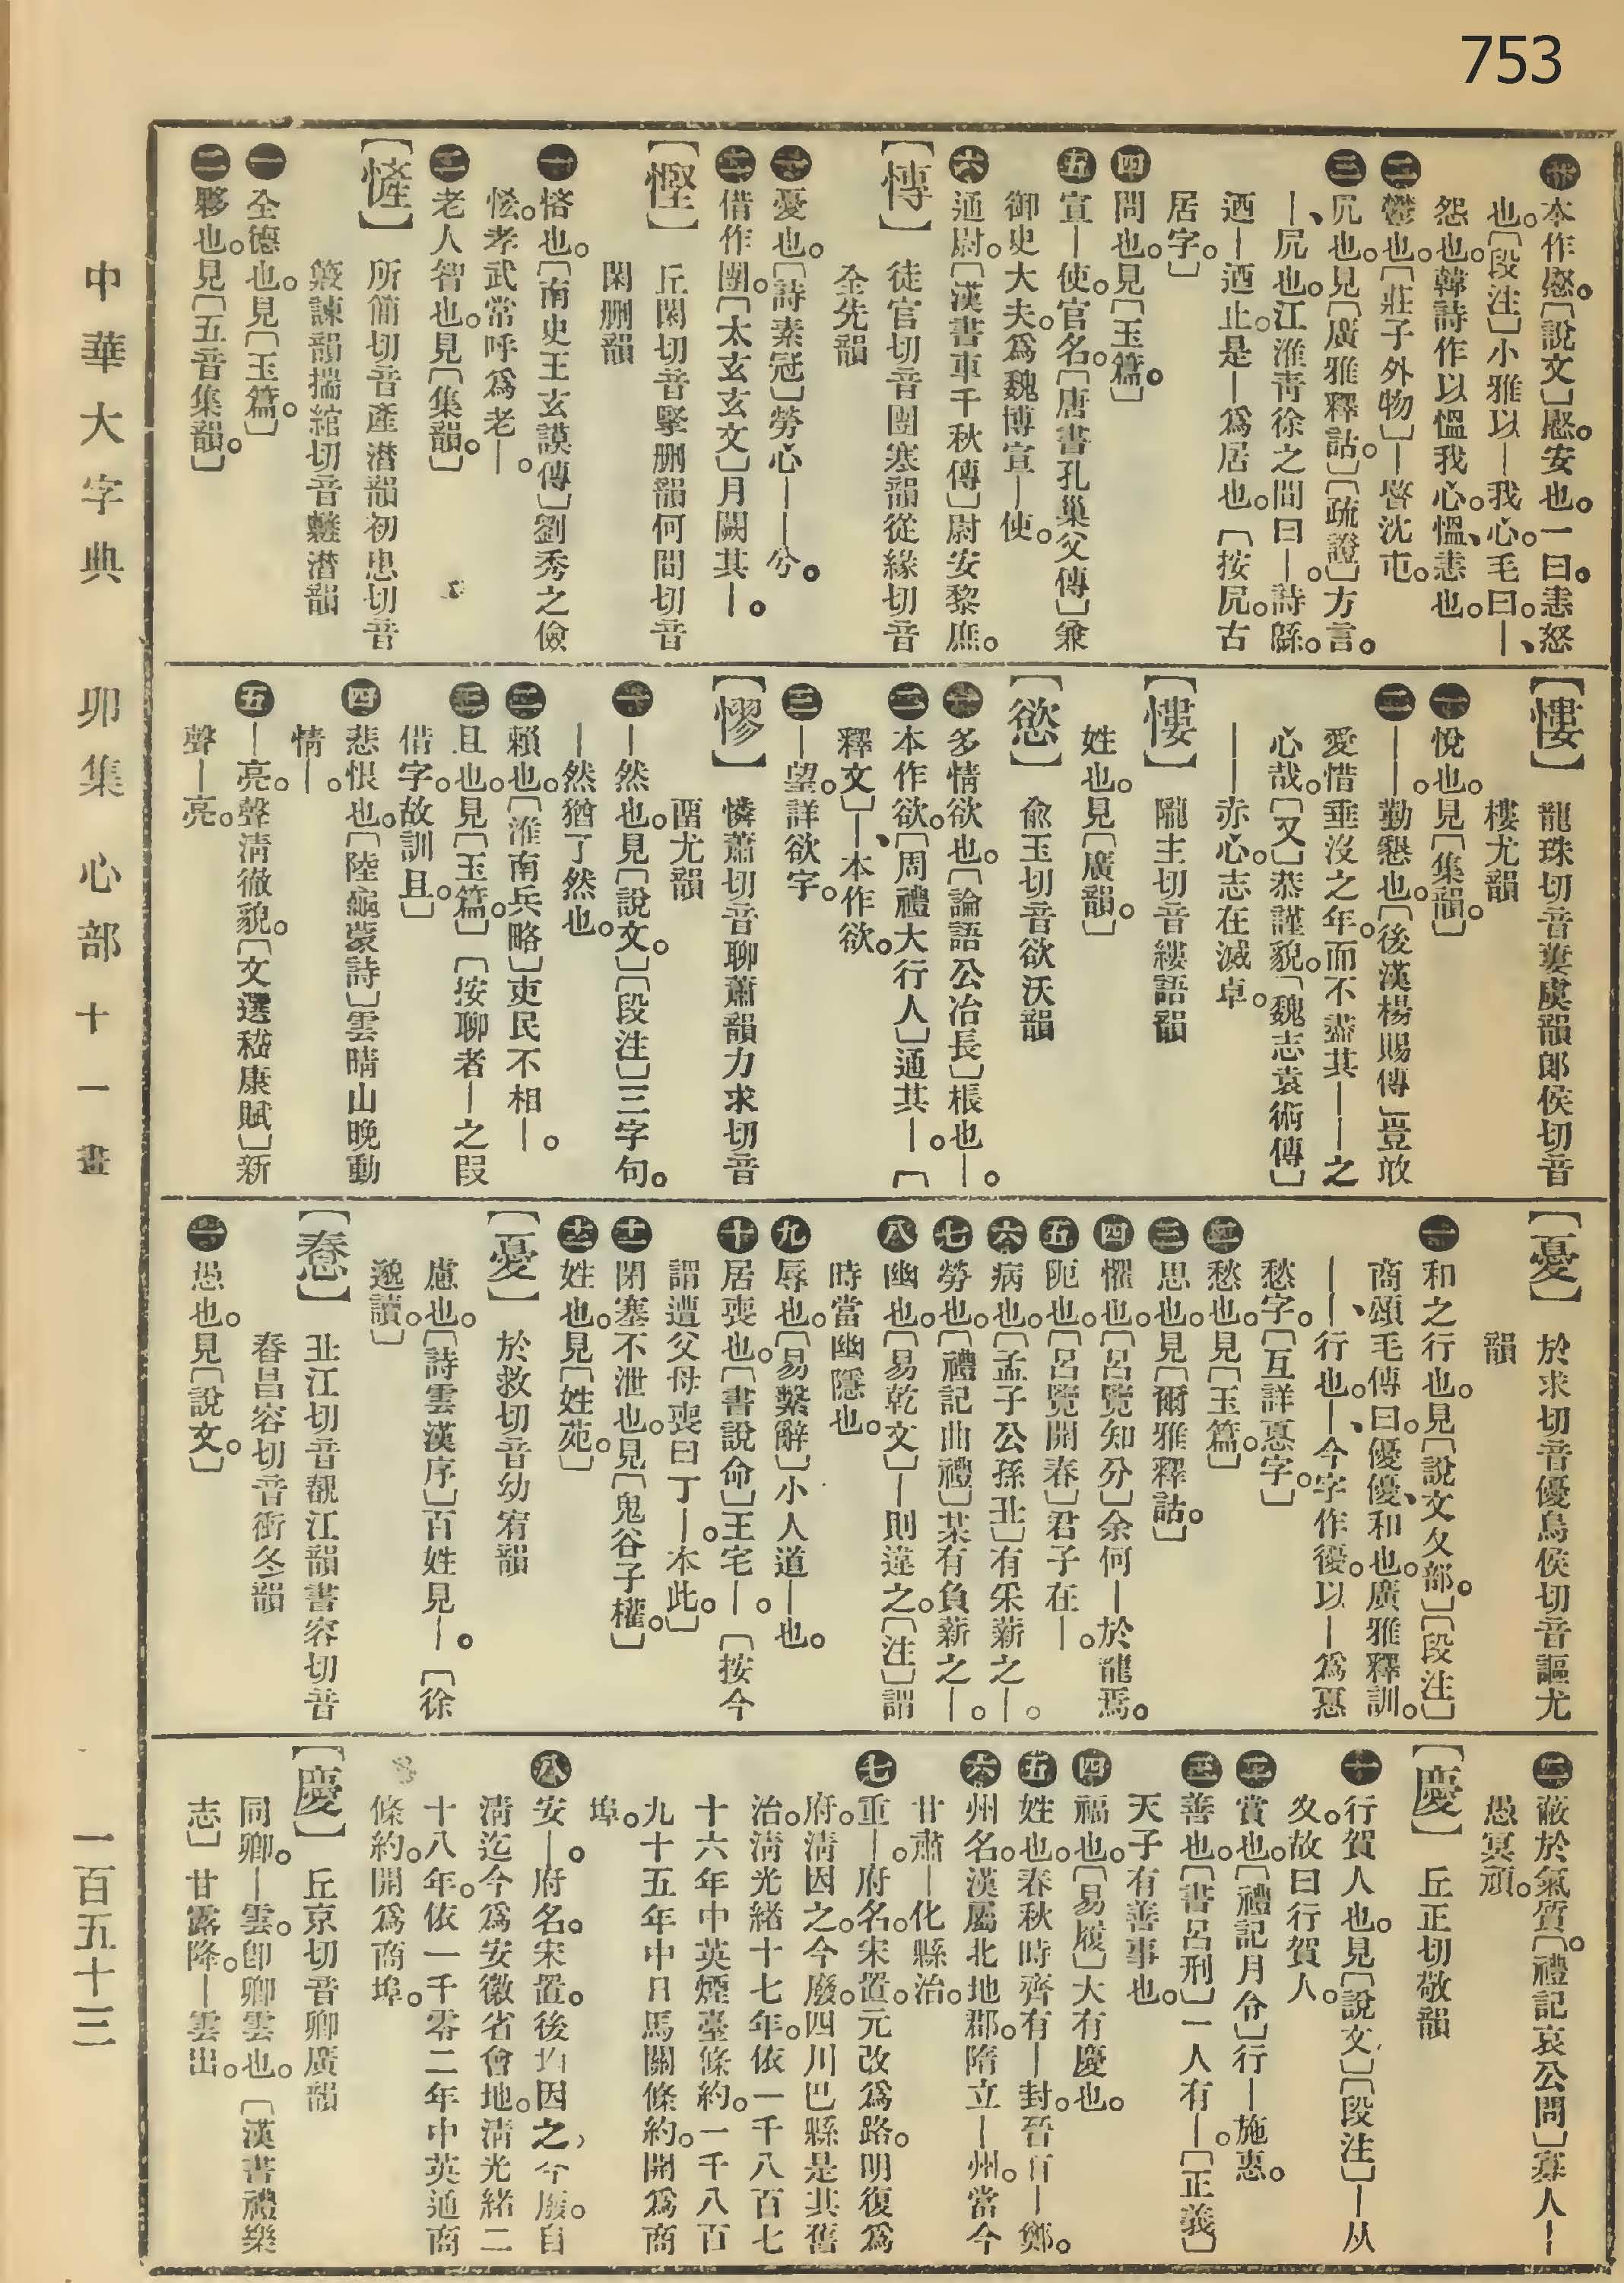 753
㊀本作㥼。〔說文〕㥼。安也。一曰。恚怒
也。〔段注〕小雅以｜我心。毛曰。｜、
怨也。韓詩作以慍我心。慍、恚也。
㊁鬱也。〔莊子外物〕｜暋沈屯。
㊂凥也。見〔廣雅釋詁。〕〔疏證〕方言。
｜、凥也。江淮靑徐之間曰｜。詩緜。
迺｜迺止。是｜爲居也。〔按凥。古
居字。〕
㊃問也。見〔玉篇。〕
㊄宣｜使。官名。〔唐書孔巢父傳〕兼
御史大夫。爲魏博宣｜使。
㊅通尉。〔漢書車千秋傳〕尉安黎庶。
【慱】徒官切音團寒韻從緣切音
全先韻
㊀憂也。〔詩素冠〕勞心｜｜兮。
㊁借作團。〔太玄玄文〕月闕其｜。
【慳】丘閑切音掔刪韻何間切音
閑刪韻
㊀悋也。〔南史王玄謨傳〕劉秀之儉
悋。孝武常呼爲老｜。
㊁老人智也。見〔集韻。〕
【㦃】所簡切音產潸韻初患切音
篹諫韻揣綰切音㔍潸韻
㊀全德也。見〔玉篇。〕
㊁夥也。見〔五音集韻。〕
【慺】龍珠切音蔞虞韻郎侯切音
樓尤韻
㊀悅也。見〔集韻。〕
㊁｜｜。勤懇也。〔後漢楊賜傳〕豈敢
愛惜垂沒之年。而不盡其｜｜之
心哉。〔又〕恭謹貌。〔魏志袁術傳〕
｜｜赤心。志在滅卓。
【慺】隴主切音縷語韻
姓也。見〔廣韻。〕
【慾】兪玉切音欲沃韻
㊀多情欲也。〔論語公冶長〕棖也｜。
㊁本作欲。〔周禮大行人〕通其｜。〔
釋文〕｜、本作欲。
㊂｜望。詳欲字。
【憀】憐蕭切音聊蕭韻力求切音
留尤韻
㊀｜然也。見〔說文。〕〔段注〕三字句。
｜然猶了然也。
㊁賴也。〔淮南兵略〕吏民不相｜。
㊂且也。見〔玉篇。〕〔按聊者｜之叚
借字。故訓且。〕
㊃悲恨也。〔陸龜蒙詩〕雲晴山晚動
情｜。
㊄｜亮。聲淸徹貌。〔文選嵇康賦〕新
聲｜亮。
【憂】於求切音優烏侯切音謳尤
韻
㊀和之行也。見〔說文夊部。〕〔段注〕
商頌毛傳曰。優優、和也。廣雅釋訓。
｜｜、行也。｜、今字作優。以｜爲㥑
愁字。〔互詳㥑字。〕
㊁愁也。見〔玉篇。〕
㊂思也。見〔爾雅釋詁。〕
㊃懼也。〔呂覽知分〕余何｜於龍焉。
㊄阨也。〔呂覽開春〕君子在｜。
㊅病也。〔孟子公孫丑〕有采薪之｜。
㊆勞也。〔禮記曲禮〕某有負薪之｜。
㊇幽也。〔易乾文〕｜則違之。〔注〕謂
時當幽隱也。
㊈辱也。〔易繫辭〕小人道｜也。
㊉居喪也。〔書說命〕王宅｜。〔按今
謂遭父母喪曰丁｜。本此。〕
⑪閉塞不泄也。見〔鬼谷子權。〕
⑫姓也。見〔姓苑。〕
【憂】於救切音幼宥韻
慮也。〔詩雲漢序〕百姓見｜。〔徐
邈讀。〕
【惷】丑江切音覩江韻書容切音
舂昌容切音衝冬韻
㊀愚也。見〔說文。〕
㊁蔽於氣質。〔禮記哀公問〕寡人｜
愚冥頑。
【慶】丘正切敬韻
㊀行賀人也。見〔說文〕〔段注〕｜从
夊。故曰行賀人。
㊁賞也。〔禮記月令〕行｜施惠。
㊂善也。〔書呂刑〕一人有｜。〔正義〕
天子有善事也。
㊃福也。〔易履〕大有慶也。
㊄姓也。春秋時齊有｜封。晉有｜鄭。
㊅州名。漢屬北地郡。隋立｜州。當今
甘肅｜化縣治。
㊆重｜。府名。宋置。元改爲路。明復爲
府。淸因之。今廢。四川巴縣是其舊
治。淸光緒十七年。依一千八百七
十六年中英煙臺條約。一千八百
九十五年中日馬關條約。開爲商
埠。
㊇安｜。府名。宋置。後均因之，今廢。自
淸迄今爲安徽省會地。淸光緒二
十八年。依一千零二年中英通商
條約。開爲商埠。
【慶】丘京切音卿廣韻
同卿。｜雲。卽卿雲也。〔漢書禮樂
志〕甘露降。｜雲出。
中華大字典　卯集　心部　十一畫　一百五十三